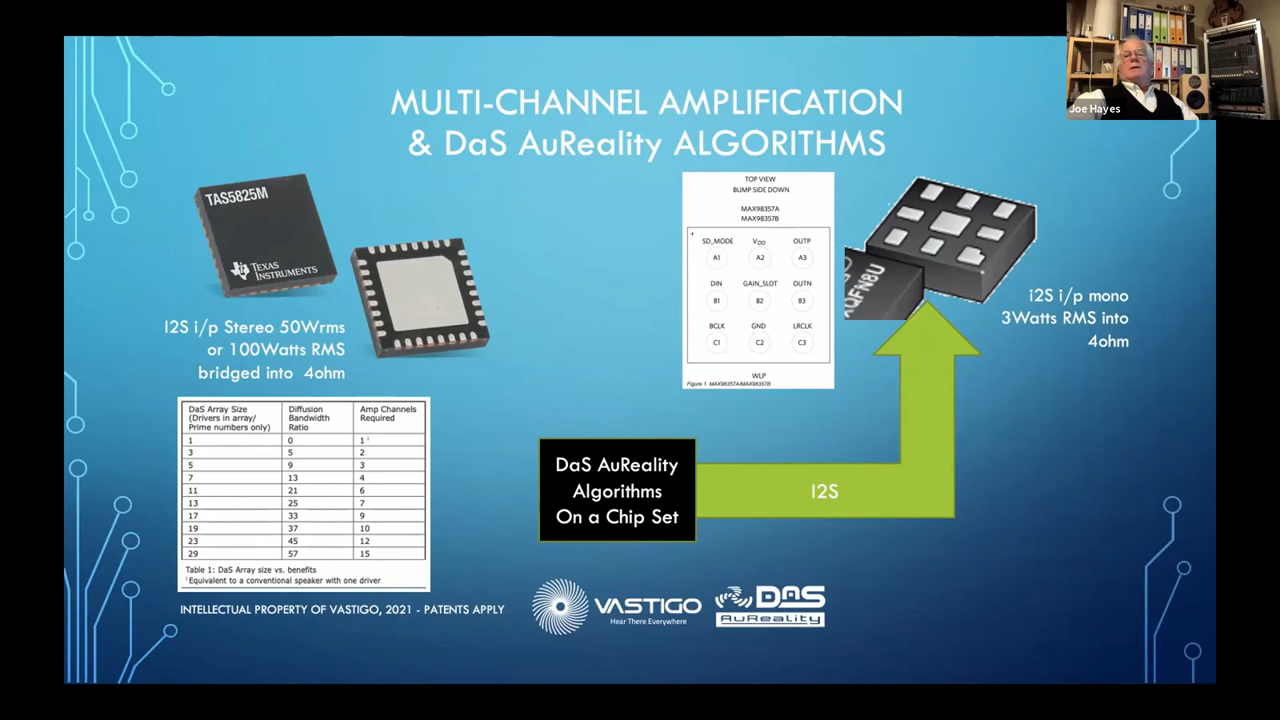 Joe Hayes
MULTI-CHANNEL AMPLIFICATION
& DaS AuReality ALGORITHMS
TAS5825M
TEXAS
INSTRUMENTS
I2S i/p Stereo 50Wrms
or 100Watts RMS
bridged into 4ohm
TOP VIEW
BUMP SIDE DOWN
MAX98357A
MAX98357B
SD_MODE VDD OUTP
A1 A2 A3
DIN GAIN_SLOT OUTN
B1 B2 B3
BCLK GND LRCLK
C1 C2 C3
WLP
Figure 1. MAX98357A/MAX98357B
i2S i/p mono
3Watts RMS into
4ohm
DaS Array Size Diffusion Amp Channels
(Drivers in array/ Bandwidth Required
Prime numbers only) Ratio
1 0 1 ¹
3 5 2
5 9 3
7 13 4
11 21 6
13 25 7
17 33 9
19 37 10
23 45 12
29 57 15
Table 1: DaS Array size vs. benefits
¹Equivalent to a conventional speaker with one driver
DaS AuReality
Algorithms
On a Chip Set
I2S
INTELLECTUAL PROPERTY OF VASTIGO, 2021 - PATENTS APPLY
VASTIGO
Hear There Everywhere
DAS
AuReality